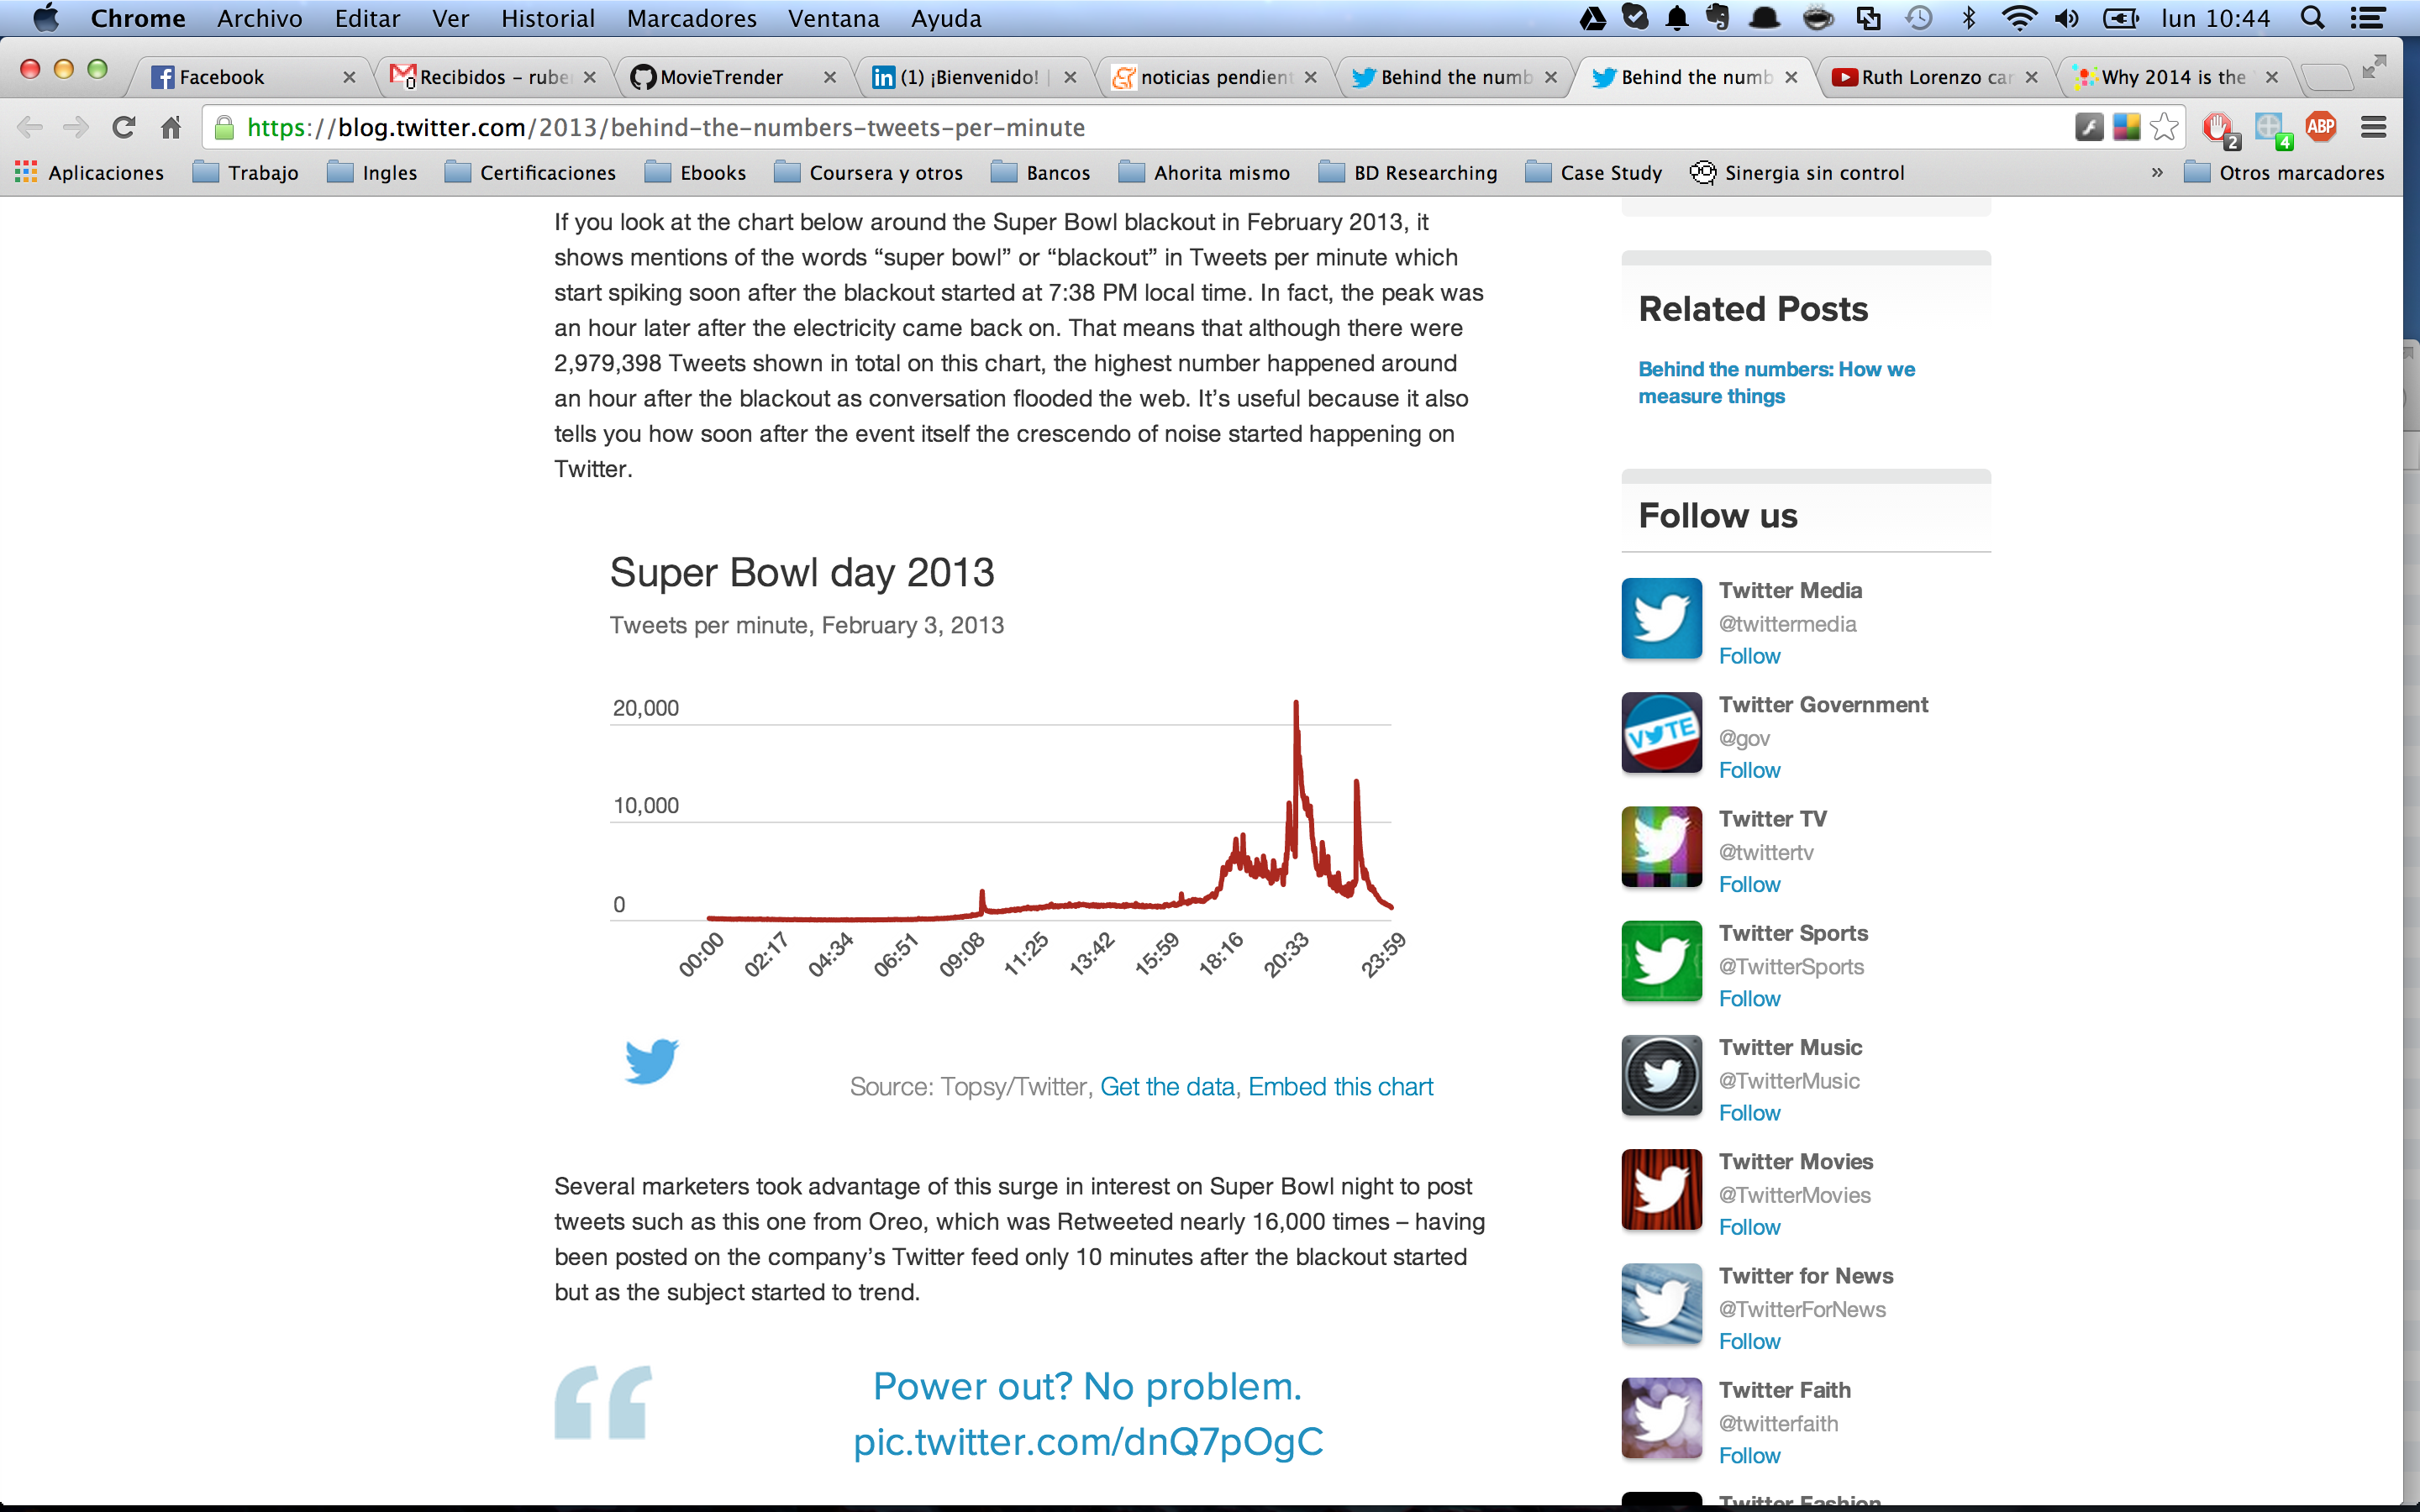 Chrome Archivo Editar Ver Historial Marcadores Ventana Ayuda lun 10:44
Facebook Recibidos – rube MovieTrender (1) ¡Bienvenido! | noticias pendient Behind the numb Behind the numb Ruth Lorenzo car Why 2014 is the
https://blog.twitter.com/2013/behind-the-numbers-tweets-per-minute
2 4 ABP
Aplicaciones Trabajo Ingles Certificaciones Ebooks Coursera y otros Bancos Ahorita mismo BD Researching Case Study Sinergia sin control » Otros marcadores
If you look at the chart below around the Super Bowl blackout in February 2013, it
shows mentions of the words “super bowl” or “blackout” in Tweets per minute which
start spiking soon after the blackout started at 7:38 PM local time. In fact, the peak was
an hour later after the electricity came back on. That means that although there were
2,979,398 Tweets shown in total on this chart, the highest number happened around
an hour after the blackout as conversation flooded the web. It’s useful because it also
tells you how soon after the event itself the crescendo of noise started happening on
Twitter.
Super Bowl day 2013
Tweets per minute, February 3, 2013
20,000
10,000
0
00:00 02:17 04:34 06:51 09:08 11:25 13:42 15:59 18:16 20:33 23:59
Source: Topsy/Twitter, Get the data, Embed this chart
Several marketers took advantage of this surge in interest on Super Bowl night to post
tweets such as this one from Oreo, which was Retweeted nearly 16,000 times – having
been posted on the company’s Twitter feed only 10 minutes after the blackout started
but as the subject started to trend.
“
Power out? No problem.
pic.twitter.com/dnQ7pOgC
Related Posts
Behind the numbers: How we
measure things
Follow us
Twitter Media
@twittermedia
Follow
VOTE
Twitter Government
@gov
Follow
Twitter TV
@twittertv
Follow
Twitter Sports
@TwitterSports
Follow
Twitter Music
@TwitterMusic
Follow
Twitter Movies
@TwitterMovies
Follow
Twitter for News
@TwitterForNews
Follow
Twitter Faith
@twitterfaith
Follow
Twitter Fashion